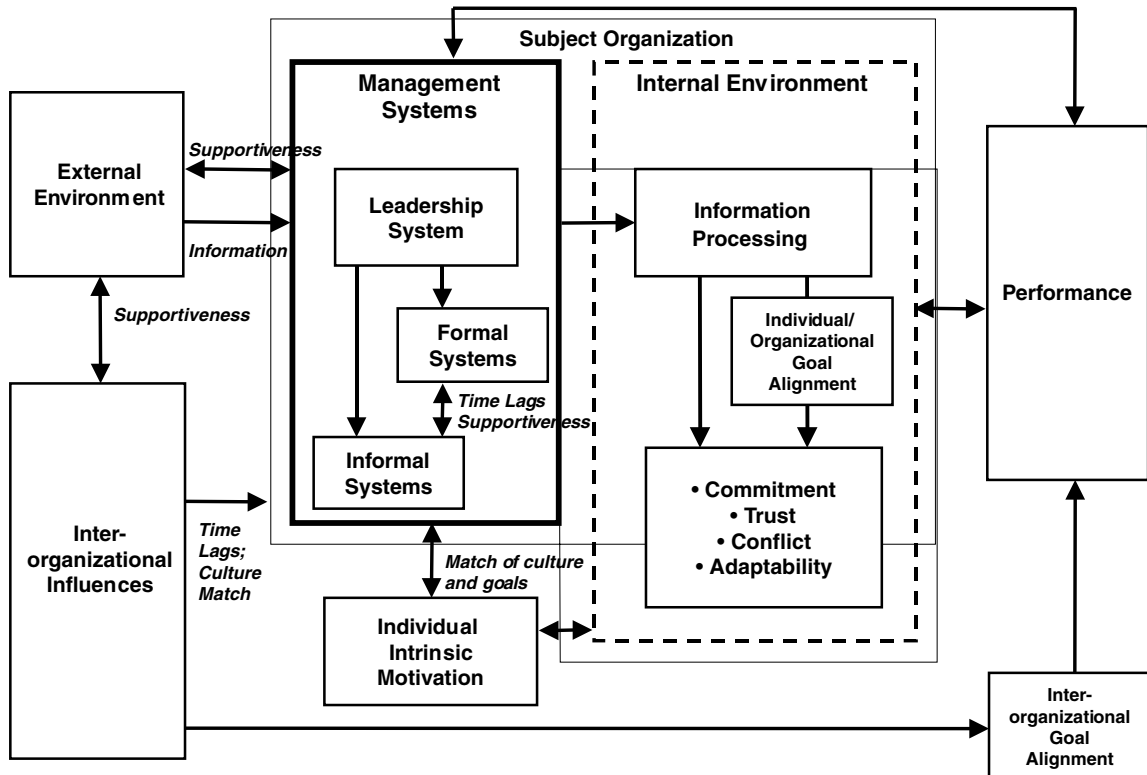 Subject Organization
Management
Systems
Internal Environment
External
Environment
Supportiveness
Information
Leadership
System
Information
Processing
Performance
Supportiveness
Formal
Systems
Individual/
Organizational
Goal
Alignment
Time Lags
Supportiveness
Informal
Systems
• Commitment
• Trust
• Conflict
• Adaptability
Inter-
organizational
Influences
Time
Lags;
Culture
Match
Match of culture
and goals
Individual
Intrinsic
Motivation
Inter-
organizational
Goal
Alignment